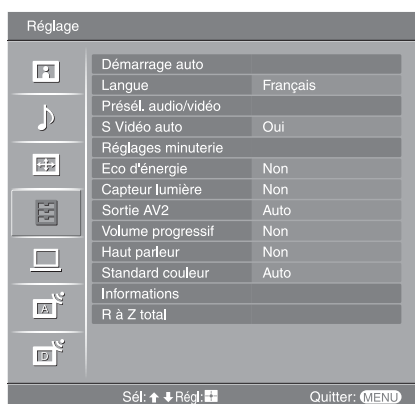 Réglage
Démarrage auto
Langue Français
Présél. audio/vidéo
S Vidéo auto Oui
Réglages minuterie
Eco d'énergie Non
Capteur lumière Non
Sortie AV2 Auto
Volume progressif Non
Haut parleur Non
Standard couleur Auto
Informations
R à Z total
A
D
Sél: Régl: Quitter: MENU